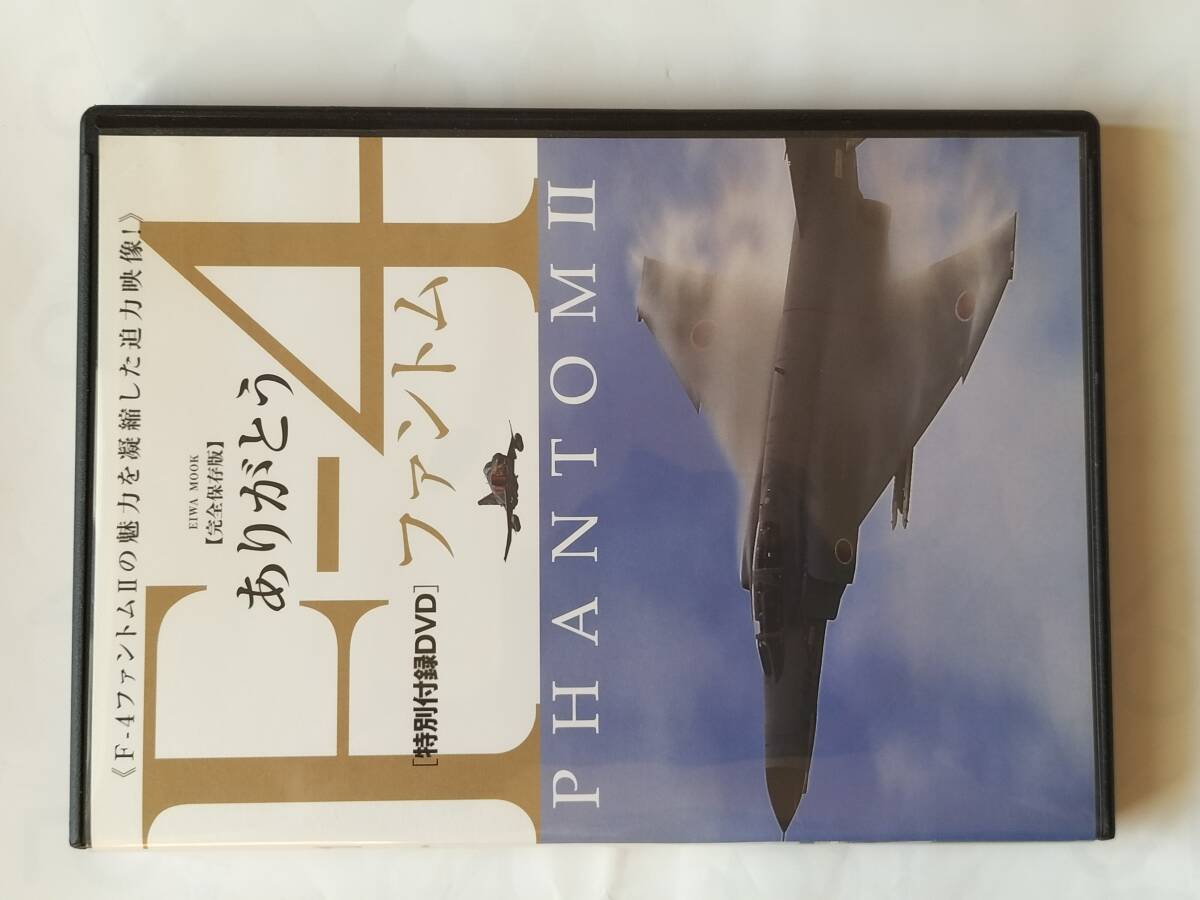 《F-4ファントムⅡの魅力を凝縮した迫力映像!》
EIWA MOOK
【完全保存版】
ありがとう
F-4
ファントム
[特別付録DVD]
PHANTOMⅡ